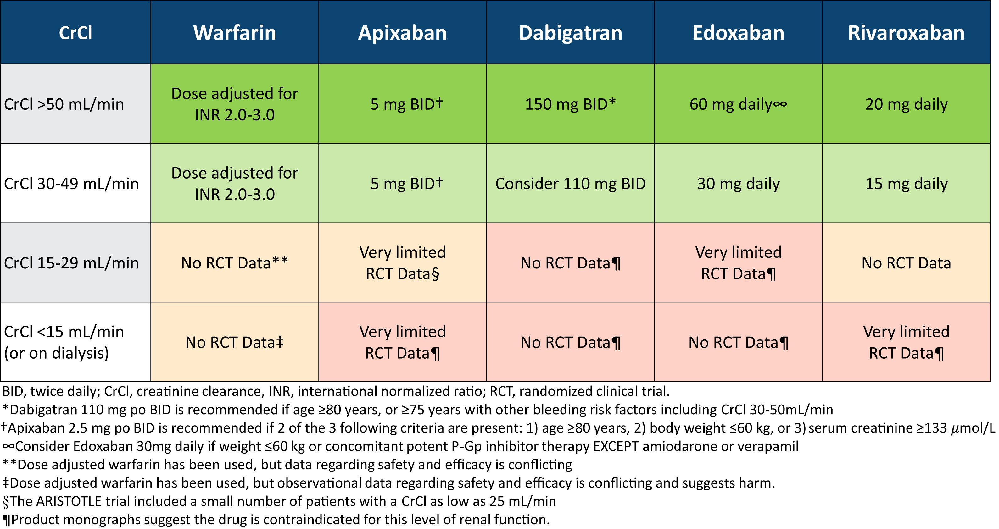 CrCl Warfarin Apixaban Dabigatran Edoxaban Rivaroxaban
CrCl >50 mL/min
Dose adjusted for
INR 2.0-3.0
5 mg BID†
150 mg BID*
60 mg daily∞
20 mg daily
CrCl 30-49 mL/min
Dose adjusted for
INR 2.0-3.0
5 mg BID†
Consider 110 mg BID
30 mg daily
15 mg daily
CrCl 15-29 mL/min
No RCT Data**
Very limited
RCT Data§
No RCT Data¶
Very limited
RCT Data¶
No RCT Data
CrCl <15 mL/min
(or on dialysis)
No RCT Data‡
Very limited
RCT Data¶
No RCT Data¶
No RCT Data¶
Very limited
RCT Data¶
BID, twice daily; CrCl, creatinine clearance, INR, international normalized ratio; RCT, randomized clinical trial.
*Dabigatran 110 mg po BID is recommended if age ≥80 years, or ≥75 years with other bleeding risk factors including CrCl 30-50mL/min
†Apixaban 2.5 mg po BID is recommended if 2 of the 3 following criteria are present: 1) age ≥80 years, 2) body weight ≤60 kg, or 3) serum creatinine ≥133 μmol/L
∞Consider Edoxaban 30mg daily if weight ≤60 kg or concomitant potent P-Gp inhibitor therapy EXCEPT amiodarone or verapamil
**Dose adjusted warfarin has been used, but data regarding safety and efficacy is conflicting
‡Dose adjusted warfarin has been used, but observational data regarding safety and efficacy is conflicting and suggests harm.
§The ARISTOTLE trial included a small number of patients with a CrCl as low as 25 mL/min
¶Product monographs suggest the drug is contraindicated for this level of renal function.